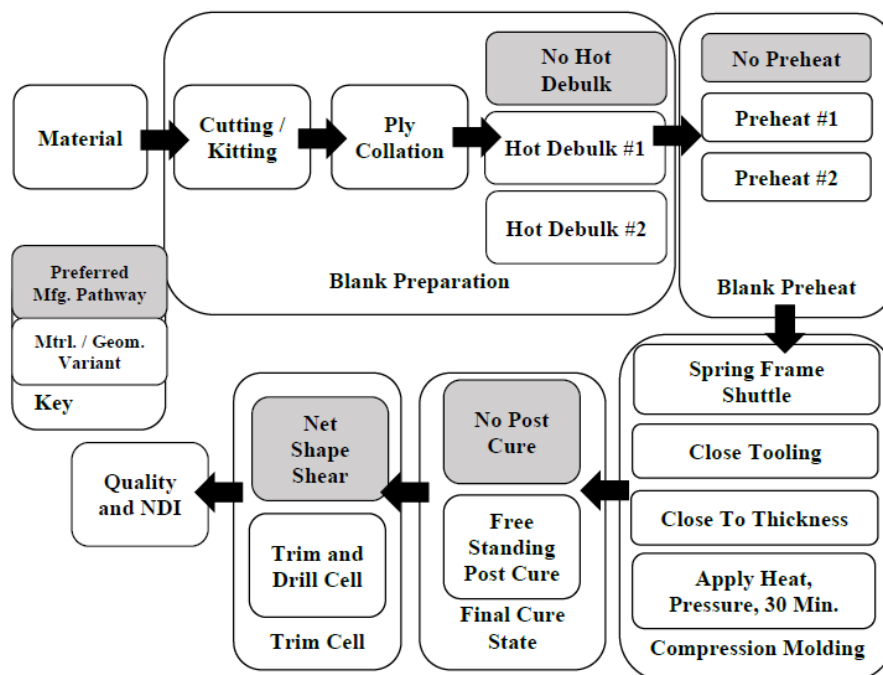 Material
Cutting /
Kitting
Ply
Collation
No Hot
Debulk
Hot Debulk #1
Hot Debulk #2
Blank Preparation
No Preheat
Preheat #1
Preheat #2
Blank Preheat
Preferred
Mfg. Pathway
Mtrl. / Geom.
Variant
Key
Spring Frame
Shuttle
Close Tooling
Close To Thickness
Apply Heat,
Pressure, 30 Min.
Compression Molding
No Post
Cure
Free
Standing
Post Cure
Final Cure
State
Net
Shape
Shear
Trim and
Drill Cell
Trim Cell
Quality
and NDI